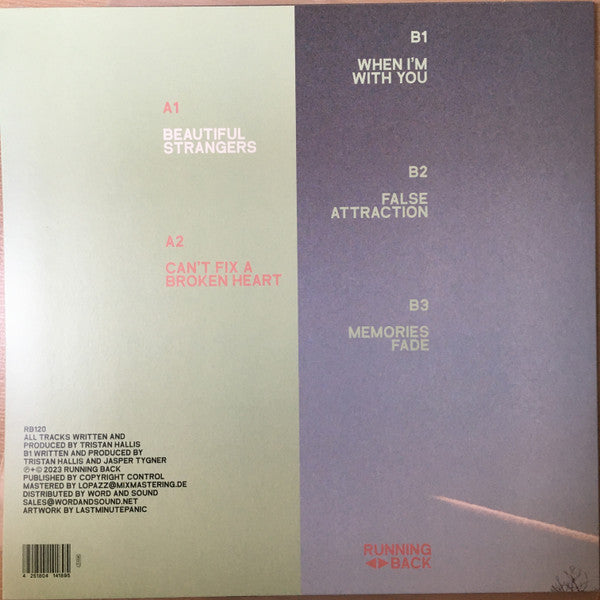 A1
BEAUTIFUL
STRANGERS
A2
CAN'T FIX A
BROKEN HEART
B1
WHEN I'M
WITH YOU
B2
FALSE
ATTRACTION
B3
MEMORIES
FADE
RB120
ALL TRACKS WRITTEN AND
PRODUCED BY TRISTAN HALLIS
B1 WRITTEN AND PRODUCED BY
TRISTAN HALLIS AND JASPER TYGNER
℗+© 2023 RUNNING BACK
PUBLISHED BY COPYRIGHT CONTROL
MASTERED BY LOPAZZ@MIXMASTERING.DE
DISTRIBUTED BY WORD AND SOUND
SALES@WORDANDSOUND.NET
ARTWORK BY LASTMINUTEPANIC
4 251804 141895
RUNNING
BACK